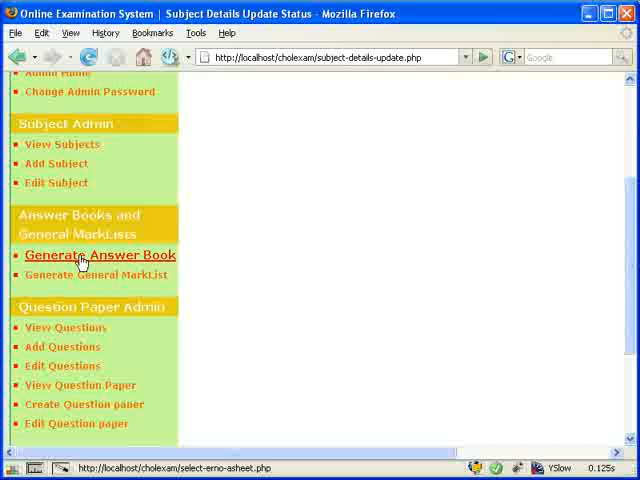 Online Examination System | Subject Details Update Status - Mozilla Firefox
File Edit View History Bookmarks Tools Help
http://localhost/cholexam/subject-details-update.php
Google
Admin Home
Change Admin Password
Subject Admin
View Subjects
Add Subject
Edit Subject
Answer Books and
General MarkLists
Generate Answer Book
Generate General MarkList
Question Paper Admin
View Questions
Add Questions
Edit Questions
View Question Paper
Create Question paper
Edit Question paper
http://localhost/cholexam/select-errno-asheet.php
YSlow 0.125s